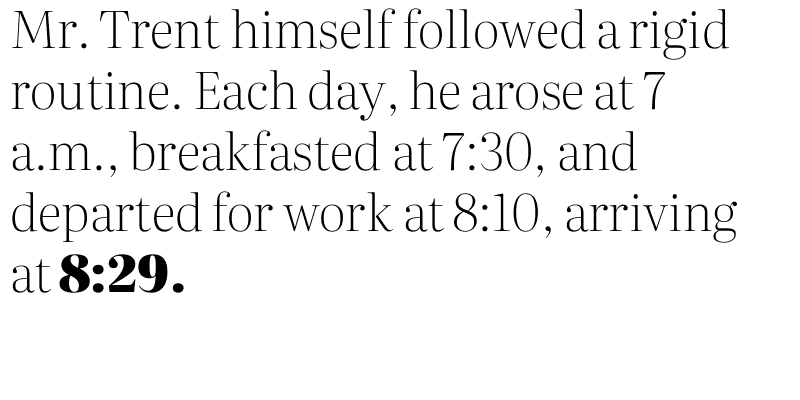 Mr. Trent himself followed a rigid
routine. Each day, he arose at 7
a.m., breakfasted at 7:30, and
departed for work at 8:10, arriving
at 8:29.